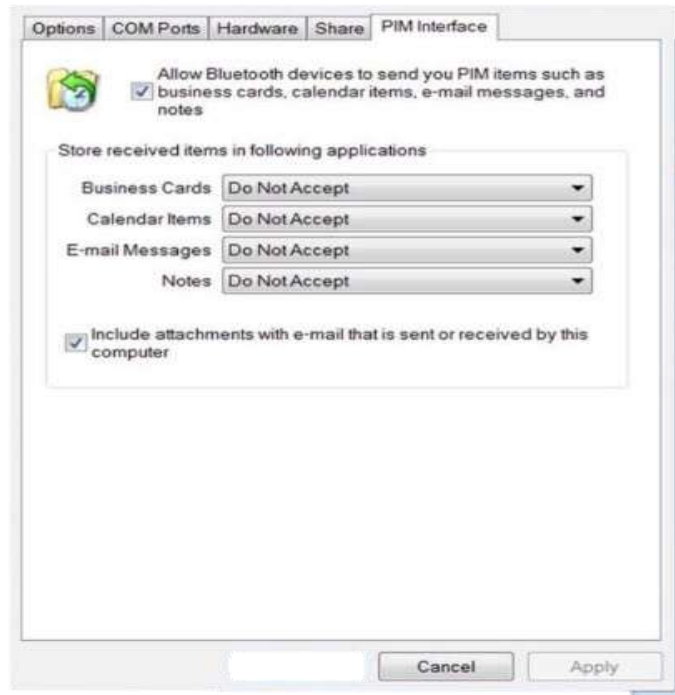 Options COM Ports Hardware Share PIM Interface
Allow Bluetooth devices to send you PIM items such as
business cards, calendar items, e-mail messages, and
notes
Store received items in following applications
Business Cards Do Not Accept
Calendar Items Do Not Accept
E-mail Messages Do Not Accept
Notes Do Not Accept
Include attachments with e-mail that is sent or received by this
computer
Cancel Apply